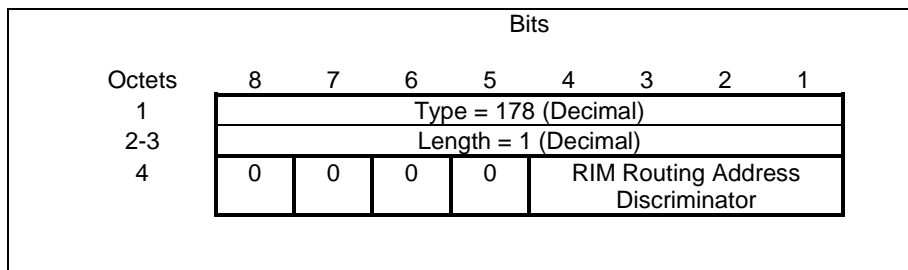 Bits
Octets 8 7 6 5 4 3 2 1
1 Type = 178 (Decimal)
2-3 Length = 1 (Decimal)
4 0 0 0 0 RIM Routing Address
Discriminator